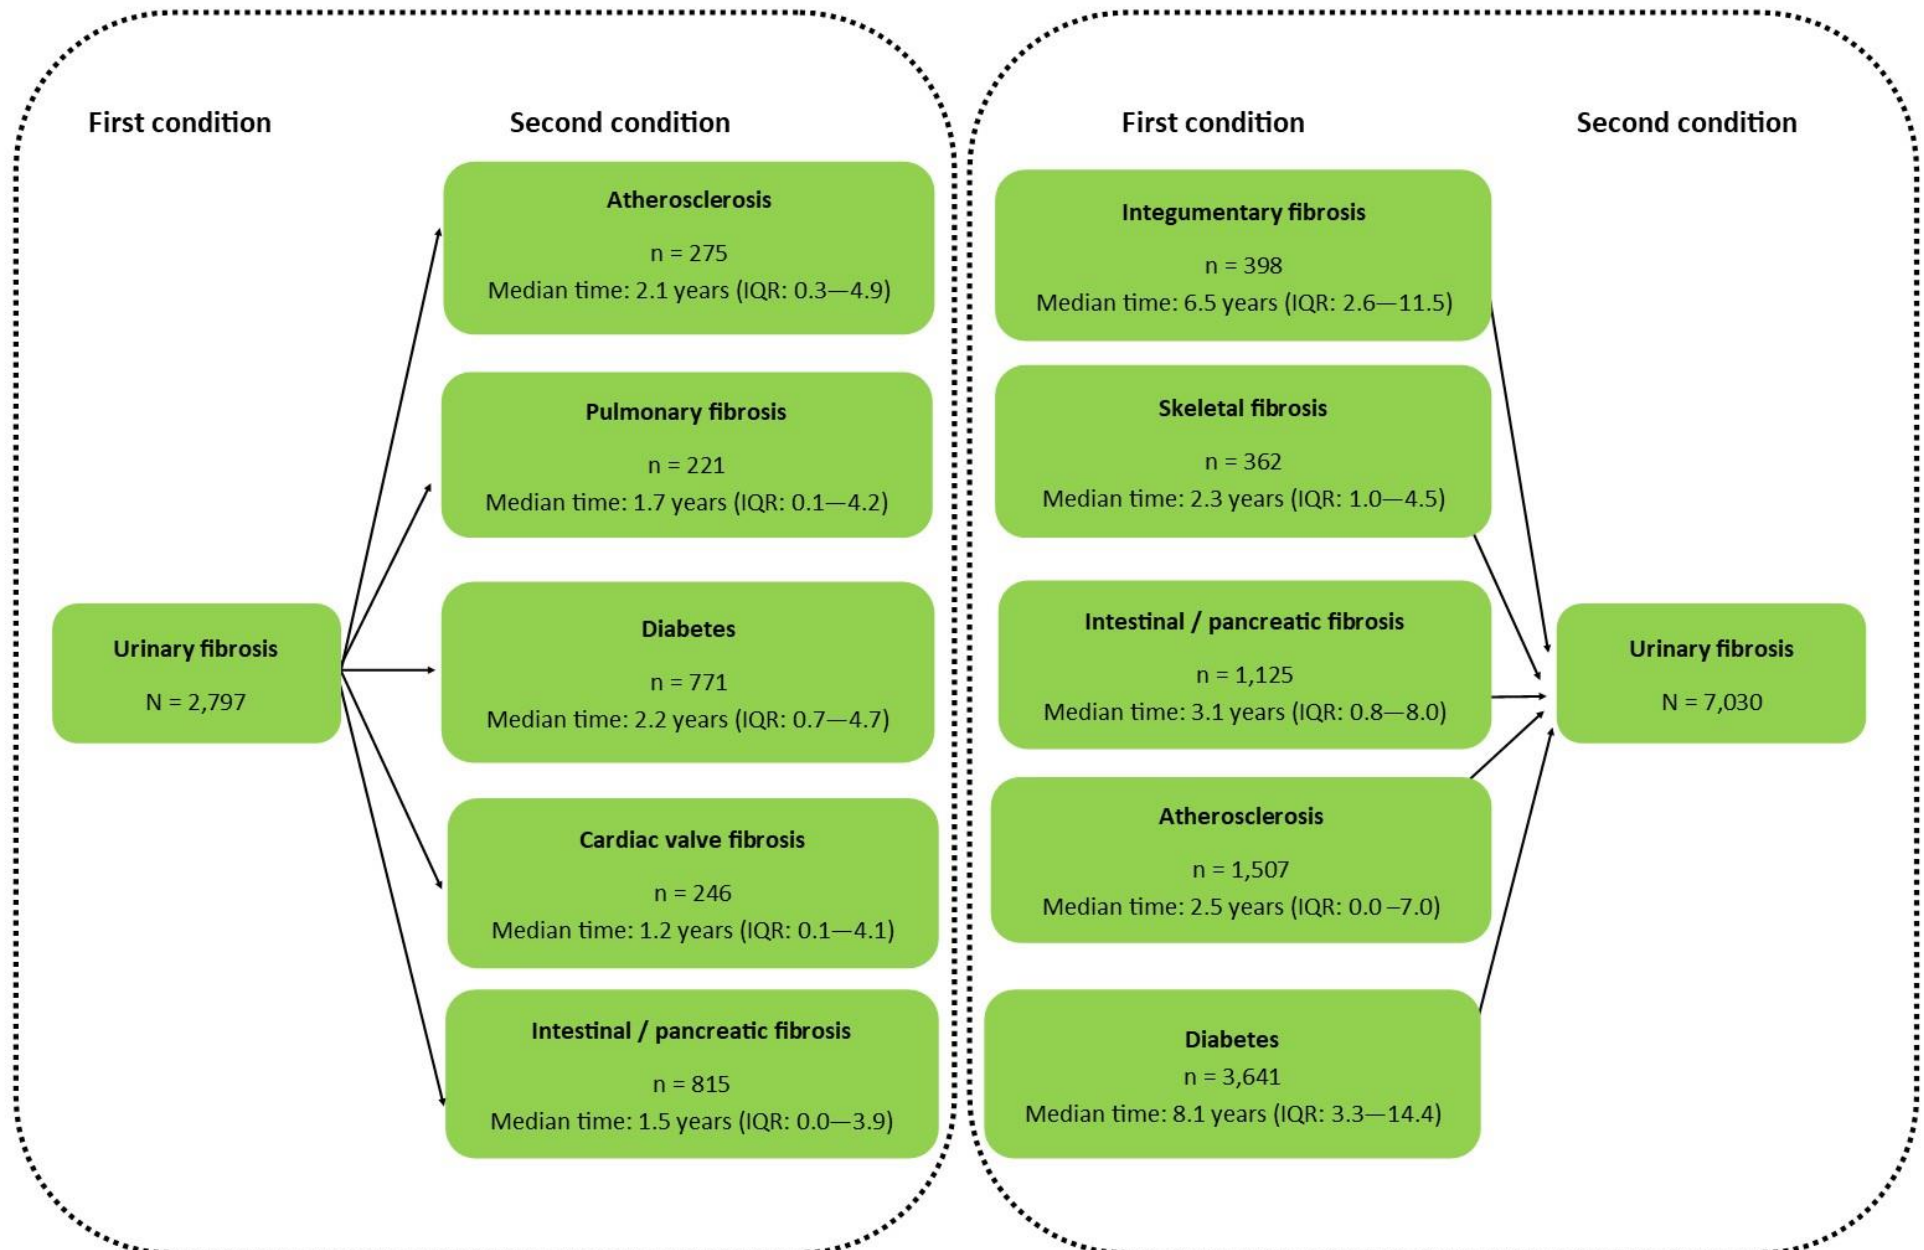 First condition
Second condition
Urinary fibrosis
N = 2,797
Atherosclerosis
n = 275
Median time: 2.1 years (IQR: 0.3—4.9)
Pulmonary fibrosis
n = 221
Median time: 1.7 years (IQR: 0.1—4.2)
Diabetes
n = 771
Median time: 2.2 years (IQR: 0.7—4.7)
Cardiac valve fibrosis
n = 246
Median time: 1.2 years (IQR: 0.1—4.1)
Intestinal / pancreatic fibrosis
n = 815
Median time: 1.5 years (IQR: 0.0—3.9)
First condition
Second condition
Integumentary fibrosis
n = 398
Median time: 6.5 years (IQR: 2.6—11.5)
Skeletal fibrosis
n = 362
Median time: 2.3 years (IQR: 1.0—4.5)
Intestinal / pancreatic fibrosis
n = 1,125
Median time: 3.1 years (IQR: 0.8—8.0)
Atherosclerosis
n = 1,507
Median time: 2.5 years (IQR: 0.0 –7.0)
Diabetes
n = 3,641
Median time: 8.1 years (IQR: 3.3—14.4)
Urinary fibrosis
N = 7,030